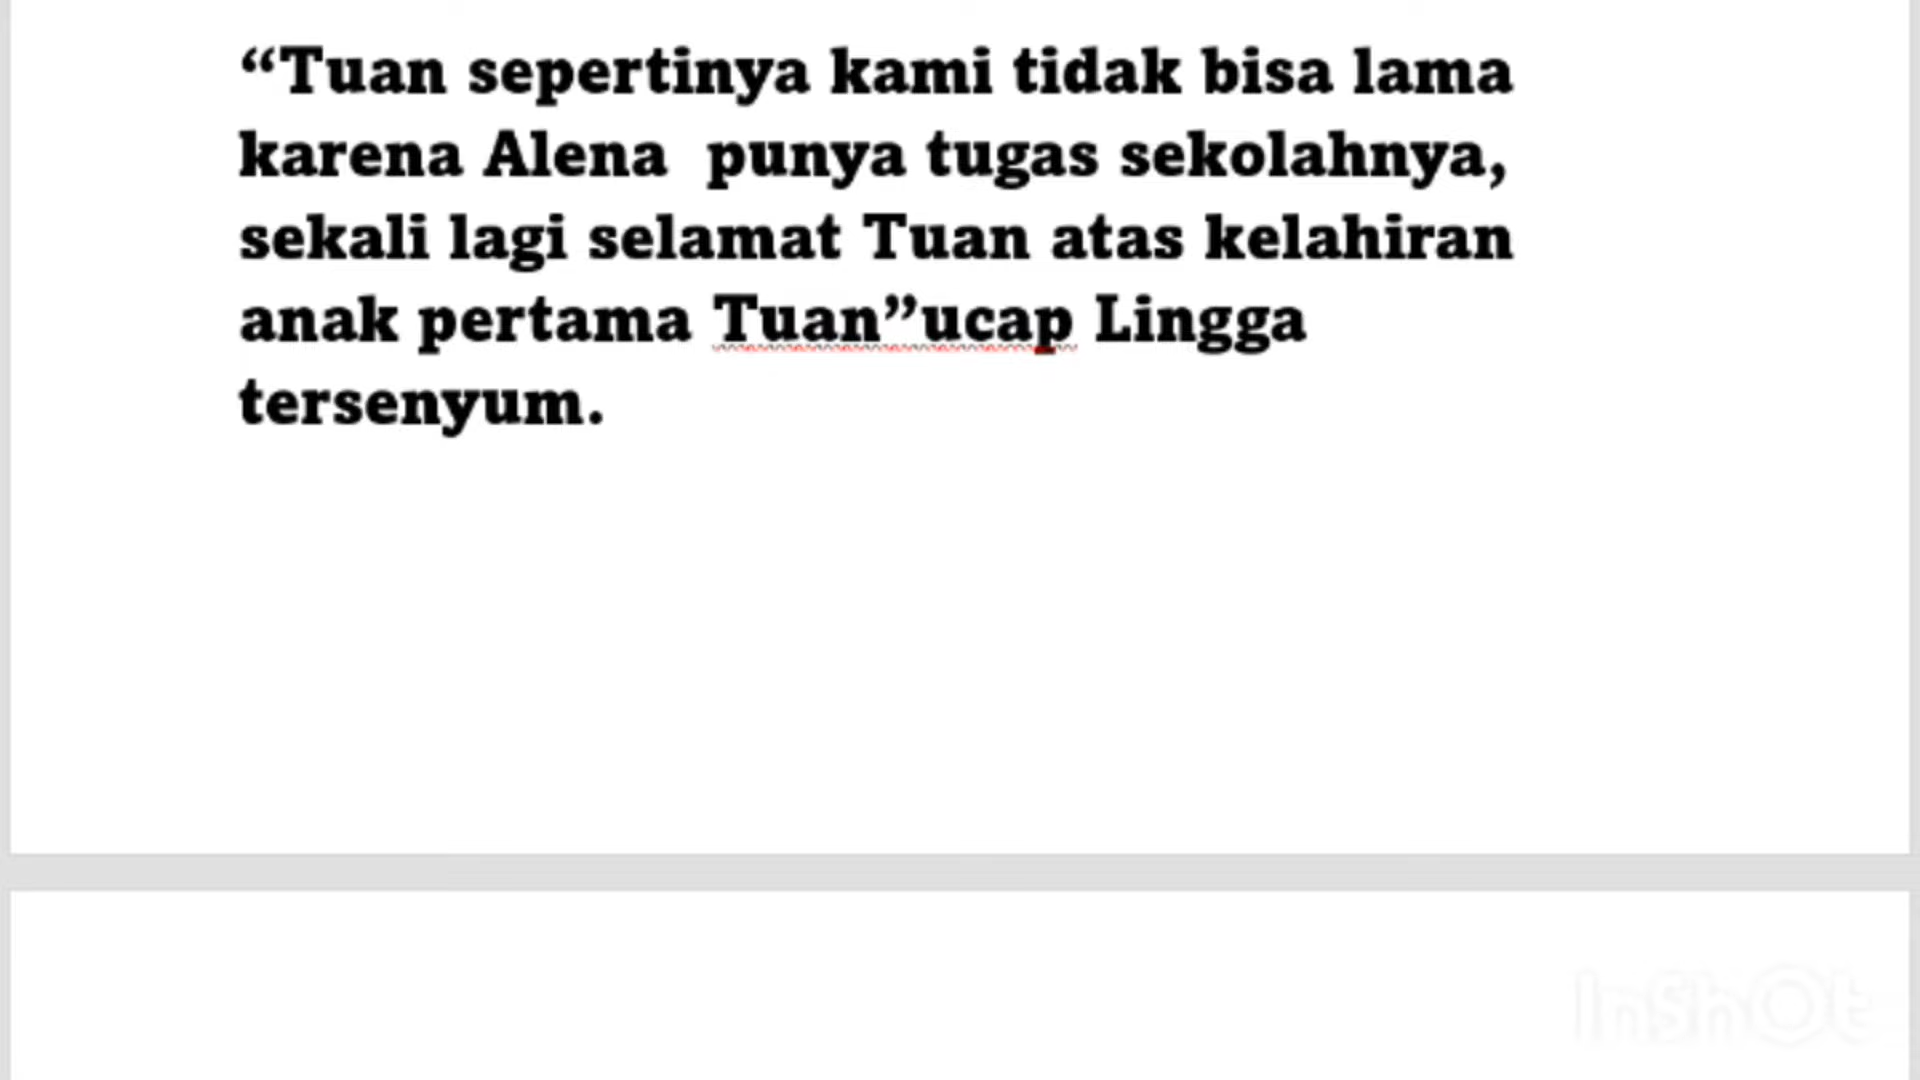 “Tuan sepertinya kami tidak bisa lama
karena Alena  punya tugas sekolahnya,
sekali lagi selamat Tuan atas kelahiran
anak pertama Tuan”ucap Lingga
tersenyum.
InShOt